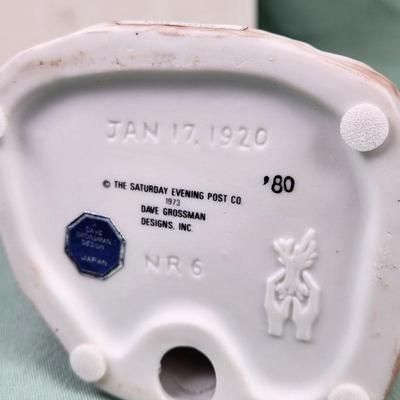 JAN 17, 1920
© THE SATURDAY EVENING POST CO.
1973
DAVE GROSSMAN
DESIGNS, INC.
'80
DAVE
GROSSMAN
DESIGN
JAPAN
NR 6